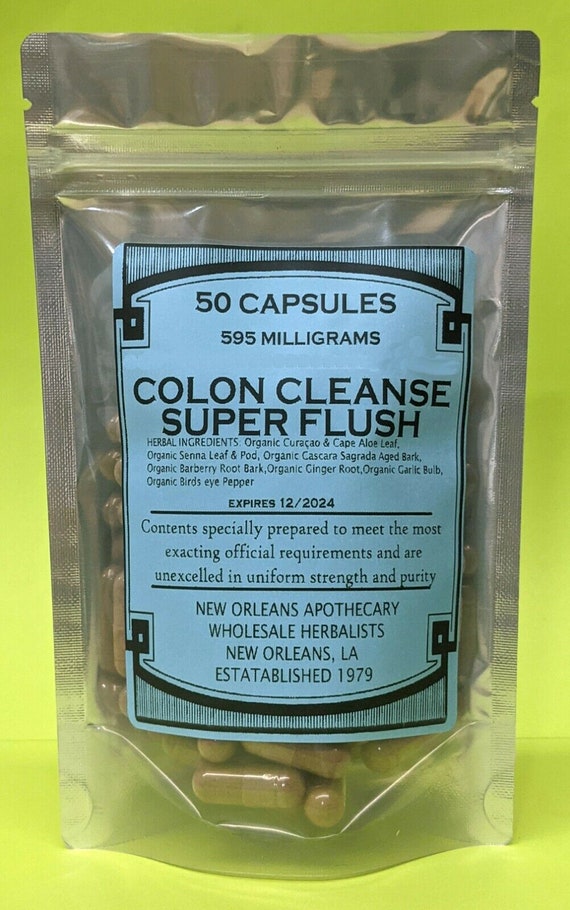 50 CAPSULES
595 MILLIGRAMS
COLON CLEANSE
SUPER FLUSH
HERBAL INGREDIENTS: Organic Curaçao & Cape Aloe Leaf,
Organic Senna Leaf & Pod, Organic Cascara Sagrada Aged Bark,
Organic Barberry Root Bark,Organic Ginger Root,Organic Garlic Bulb,
Organic Birds eye Pepper
EXPIRES 12/2024
Contents specially prepared to meet the most
exacting official requirements and are
unexcelled in uniform strength and purity
NEW ORLEANS APOTHECARY
WHOLESALE HERBALISTS
NEW ORLEANS, LA
ESTATABLISHED 1979